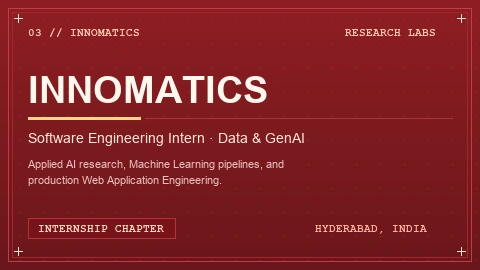 03 // INNOMATICS
RESEARCH LABS
INNOMATICS
Software Engineering Intern · Data & GenAI
Applied AI research, Machine Learning pipelines, and
production Web Application Engineering.
INTERNSHIP CHAPTER
HYDERABAD, INDIA